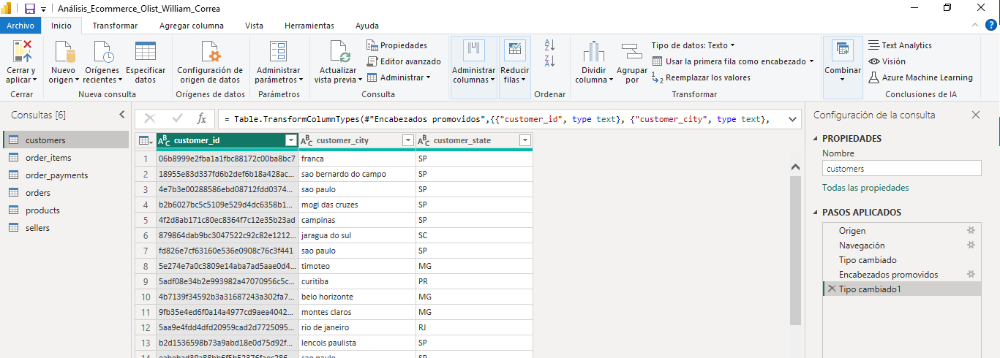 Análisis_Ecommerce_Olist_William_Correa
Archivo Inicio Transformar Agregar columna Vista Herramientas Ayuda
Cerrar y aplicar
Cerrar
Nuevo origen
Orígenes recientes
Especificar datos
Nueva consulta
Configuración de origen de datos
Orígenes de datos
Administrar parámetros
Parámetros
Actualizar vista previa
Propiedades
Editor avanzado
Administrar
Consulta
Administrar columnas
Reducir filas
Ordenar
Dividir columna
Agrupar por
Tipo de datos: Texto
Usar la primera fila como encabezado
Reemplazar los valores
Transformar
Combinar
Text Analytics
Visión
Azure Machine Learning
Conclusiones de IA
Consultas [6]
customers
order_items
order_payments
orders
products
sellers
fx = Table.TransformColumnTypes(#"Encabezados promovidos",{{"customer_id", type text}, {"customer_city", type text},
ABC customer_id ABC customer_city ABC customer_state
1 06b8999e2fba1a1fbc88172c00ba8bc7 franca SP
2 18955e83d337fd6b2def6b18a428ac... sao bernardo do campo SP
3 4e7b3e00288586ebd08712fdd0374... sao paulo SP
4 b2b6027bc5c5109e529d4dc6358b1... mogi das cruzes SP
5 4f2d8ab171c80ec8364f7c12e35b23ad campinas SP
6 879864dab9bc3047522c92c82e1212... jaragua do sul SC
7 fd826e7cf63160e536e0908c76c3f441 sao paulo SP
8 5e274e7a0c3809e14aba7ad5aae0d4... timoteo MG
9 5adf08e34b2e993982a47070956c5c... curitiba PR
10 4b7139f34592b3a31687243a302fa7... belo horizonte MG
11 9fb35e4ed6f0a14a4977cd9aea4042... montes claros MG
12 5aa9e4fdd4dfd20959cad2d7725095... rio de janeiro RJ
13 b2d1536598b73a9abd18e0d75d92f... lencois paulista SP
Configuración de la consulta
PROPIEDADES
Nombre
customers
Todas las propiedades
PASOS APLICADOS
Origen
Navegación
Tipo cambiado
Encabezados promovidos
Tipo cambiado1